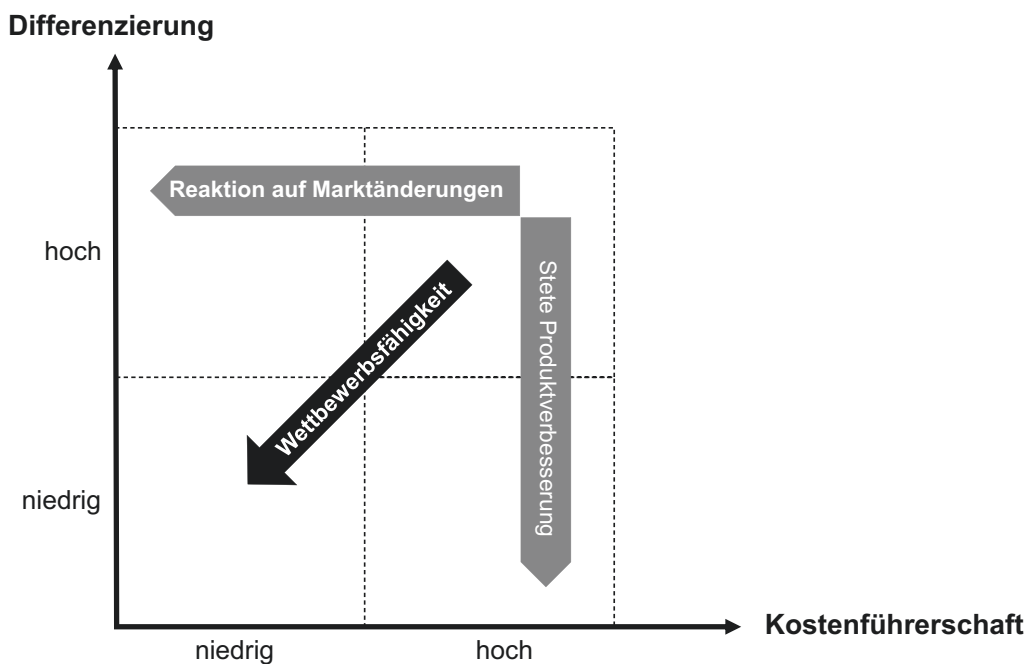 Differenzierung
Reaktion auf Marktänderungen
hoch
Stete Produktverbesserung
Wettbewerbsfähigkeit
niedrig
Kostenführerschaft
niedrig
hoch